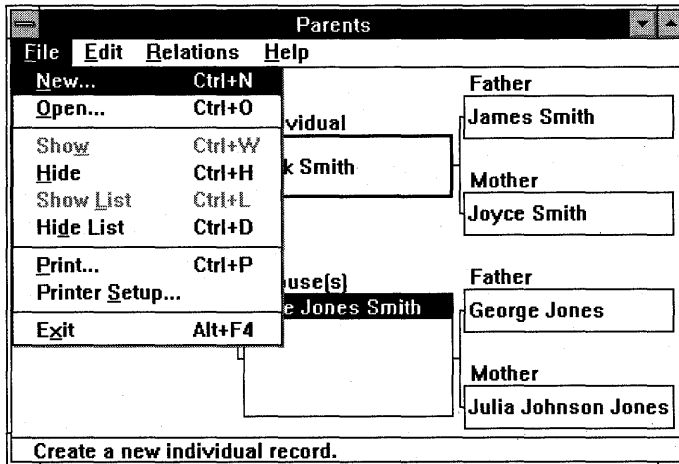 Parents
File Edit Relations Help
New... Ctrl+N
Open... Ctrl+O
Show Ctrl+W
Hide Ctrl+H
Show List Ctrl+L
Hide List Ctrl+D
Print... Ctrl+P
Printer Setup...
Exit Alt+F4
vidual
k Smith
ouse(s)
e Jones Smith
Father
James Smith
Mother
Joyce Smith
Father
George Jones
Mother
Julia Johnson Jones
Create a new individual record.